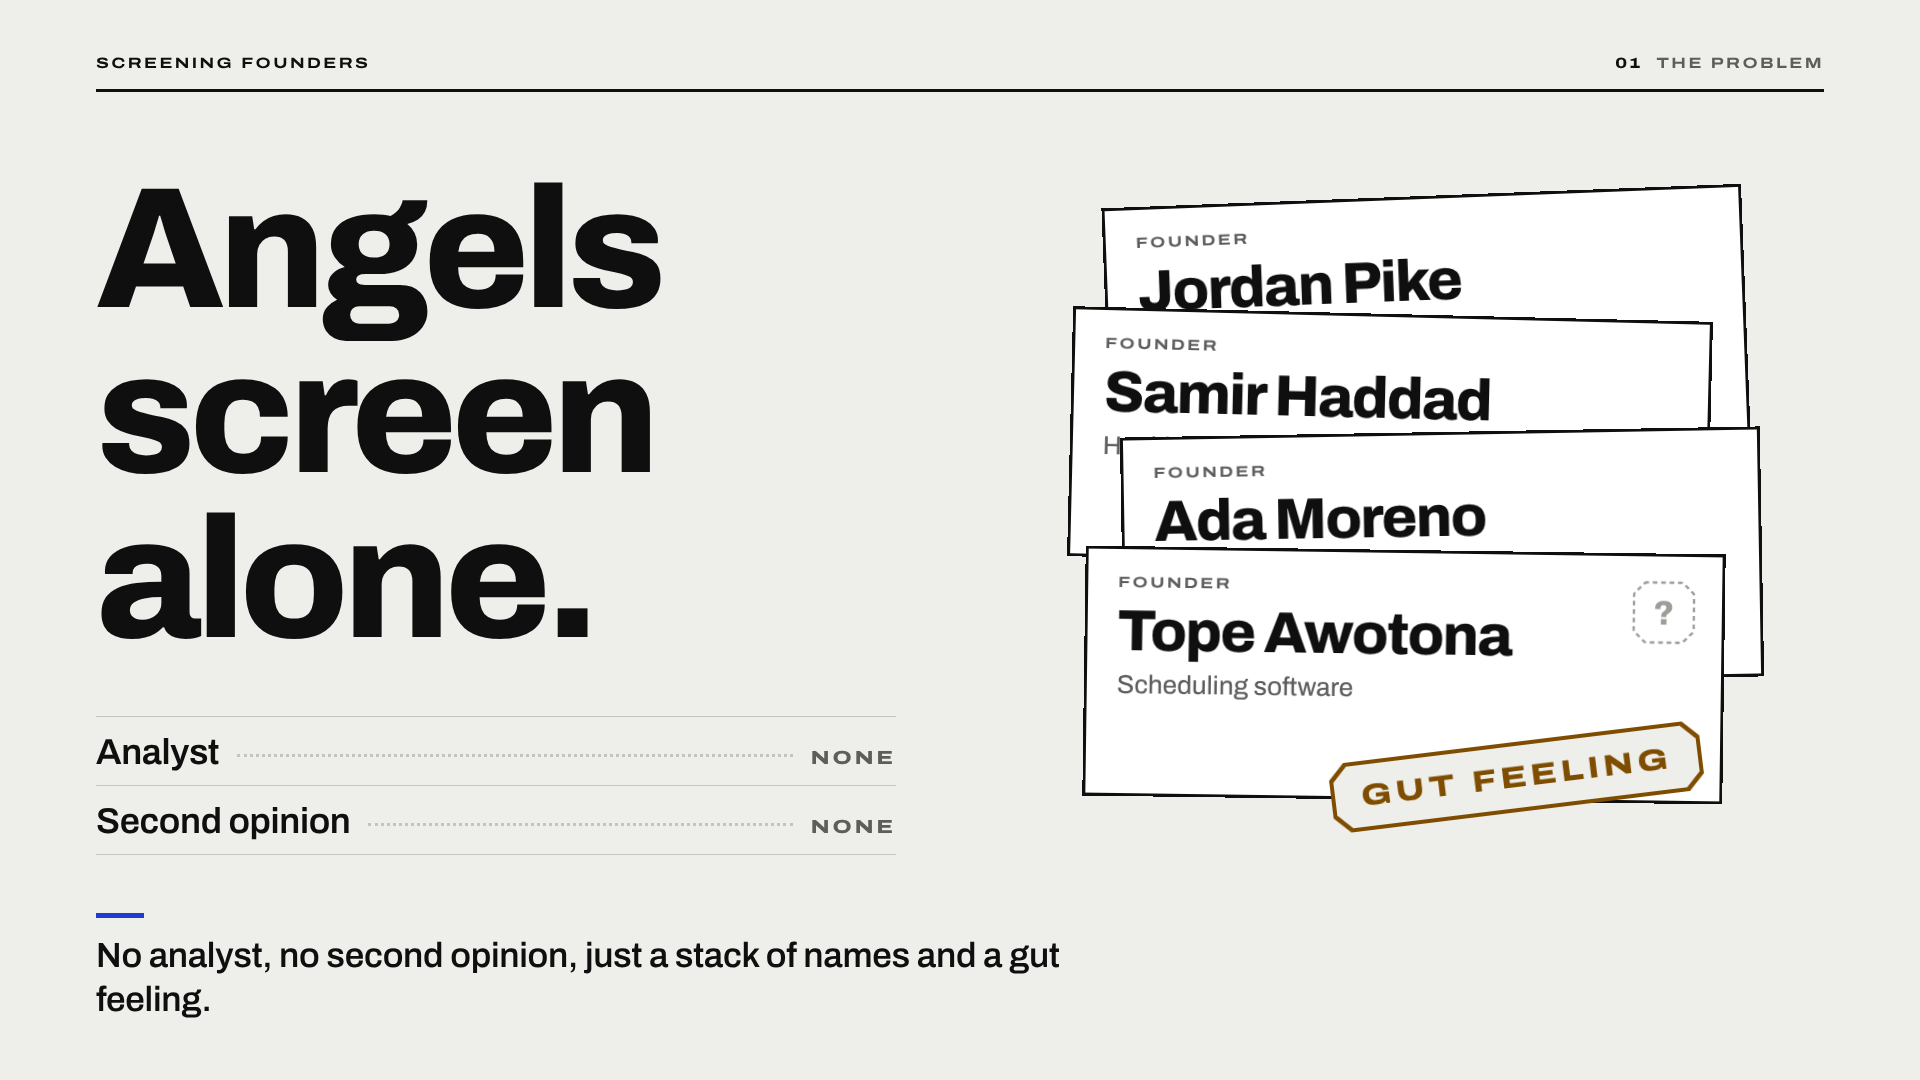 SCREENING FOUNDERS
01 THE PROBLEM
Angels
screen
alone.
Analyst NONE
Second opinion NONE
No analyst, no second opinion, just a stack of names and a gut
feeling.
FOUNDER
Jordan Pike
FOUNDER
Samir Haddad
FOUNDER
Ada Moreno
FOUNDER
Tope Awotona
?
Scheduling software
GUT FEELING